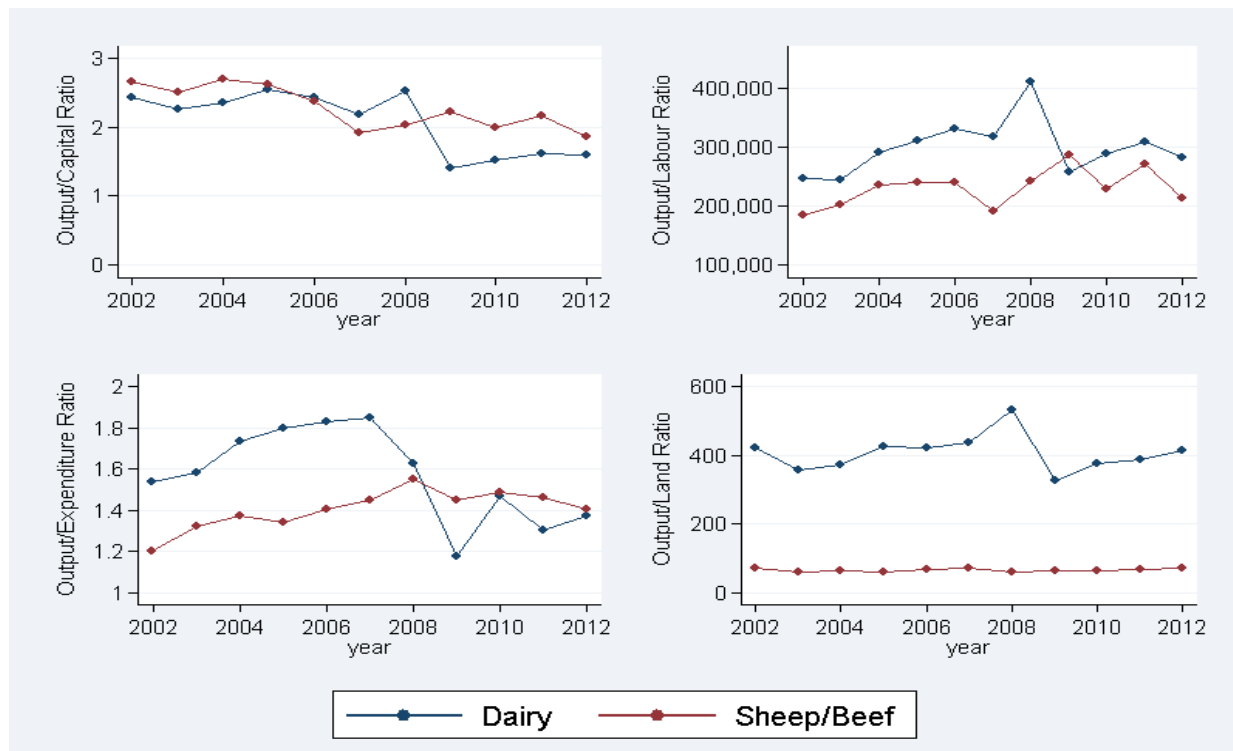 Output/Capital Ratio
3
2
1
0
2002 2004 2006 2008 2010 2012
year
Output/Labour Ratio
400,000
300,000
200,000
100,000
2002 2004 2006 2008 2010 2012
year
Output/Expenditure Ratio
2
1.8
1.6
1.4
1.2
1
2002 2004 2006 2008 2010 2012
year
Output/Land Ratio
600
400
200
0
2002 2004 2006 2008 2010 2012
year
Dairy Sheep/Beef